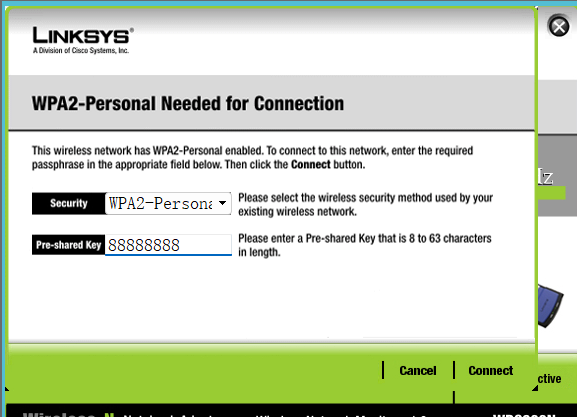 LINKSYS®
A Division of Cisco Systems, Inc.
WPA2-Personal Needed for Connection
This wireless network has WPA2-Personal enabled. To connect to this network, enter the required
passphrase in the appropriate field below. Then click the Connect button.
Security WPA2-Persona Please select the wireless security method used by your
existing wireless network.
Pre-shared Key 88888888 Please enter a Pre-shared Key that is 8 to 63 characters
in length.
Hz
Cancel Connect
ctive